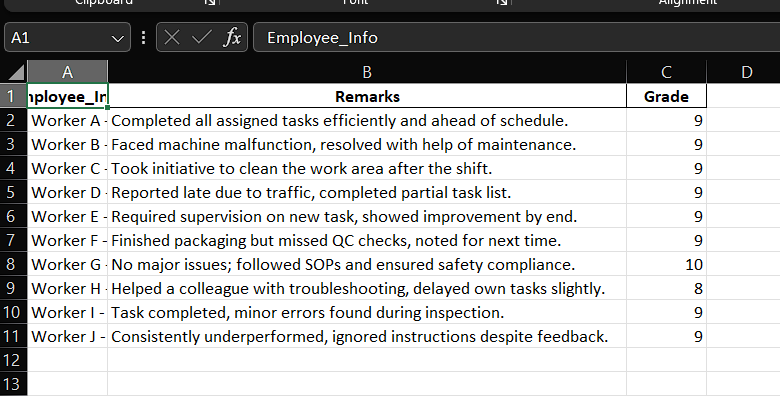 Clipboard Font Alignment
A1 fx Employee_Info
A B C D
1 nployee_In Remarks Grade
2 Worker A - Completed all assigned tasks efficiently and ahead of schedule. 9
3 Worker B - Faced machine malfunction, resolved with help of maintenance. 9
4 Worker C - Took initiative to clean the work area after the shift. 9
5 Worker D - Reported late due to traffic, completed partial task list. 9
6 Worker E - Required supervision on new task, showed improvement by end. 9
7 Worker F - Finished packaging but missed QC checks, noted for next time. 9
8 Worker G - No major issues; followed SOPs and ensured safety compliance. 10
9 Worker H - Helped a colleague with troubleshooting, delayed own tasks slightly. 8
10 Worker I - Task completed, minor errors found during inspection. 9
11 Worker J - Consistently underperformed, ignored instructions despite feedback. 9
12
13